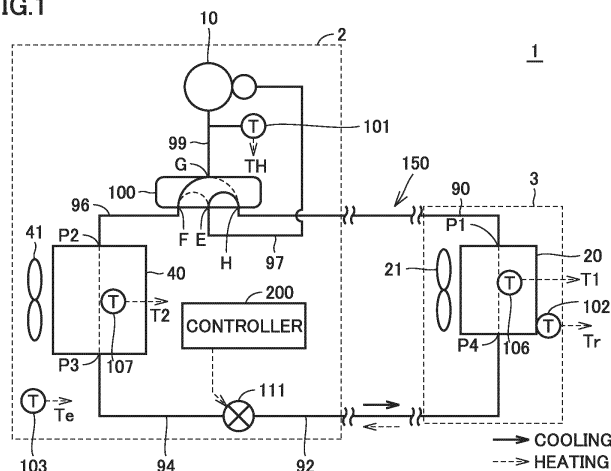 FIG.1
10
2
1
99
T
101
G
TH
100
150
96
90
3
F
E
H
P1
41
P2
97
21
20
40
200
T
T1
T
T2
CONTROLLER
T
102
107
106
Tr
P3
P4
111
T
Te
103
94
92
COOLING
HEATING